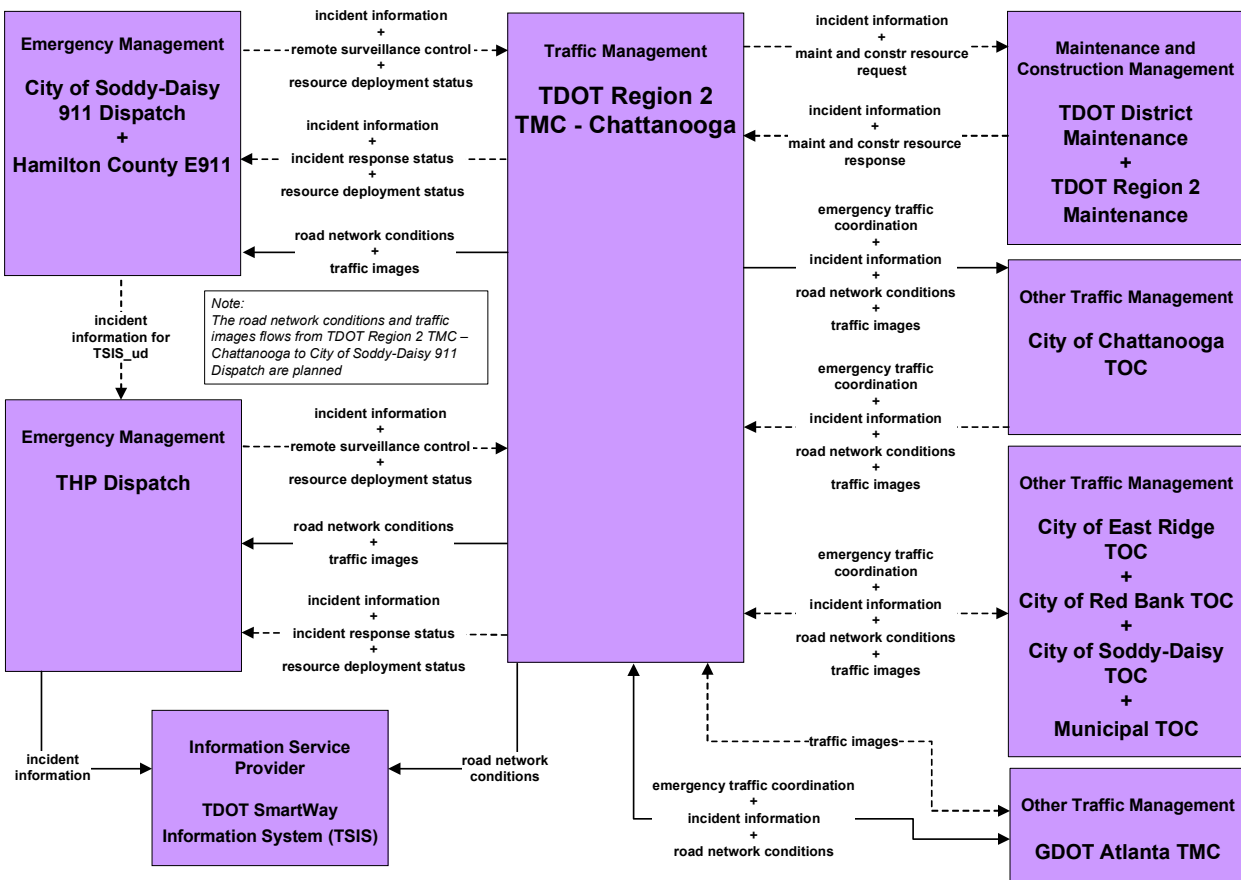 Emergency Management
City of Soddy-Daisy
911 Dispatch
+
Hamilton County E911
incident information
+
remote surveillance control
+
resource deployment status
incident information
+
incident response status
+
resource deployment status
road network conditions
+
traffic images
Traffic Management
TDOT Region 2
TMC - Chattanooga
incident information
+
maint and constr resource
request
incident information
+
maint and constr resource
response
Maintenance and
Construction Management
TDOT District
Maintenance
+
TDOT Region 2
Maintenance
incident
information for
TSIS_ud
Note:
The road network conditions and traffic
images flows from TDOT Region 2 TMC –
Chattanooga to City of Soddy-Daisy 911
Dispatch are planned
emergency traffic
coordination
+
incident information
+
road network conditions
+
traffic images
Other Traffic Management
City of Chattanooga
TOC
emergency traffic
coordination
+
incident information
+
road network conditions
+
traffic images
Emergency Management
THP Dispatch
incident information
+
remote surveillance control
+
resource deployment status
road network conditions
+
traffic images
incident information
+
incident response status
+
resource deployment status
emergency traffic
coordination
+
incident information
+
road network conditions
+
traffic images
Other Traffic Management
City of East Ridge
TOC
+
City of Red Bank TOC
+
City of Soddy-Daisy
TOC
+
Municipal TOC
incident
information
Information Service
Provider
TDOT SmartWay
Information System (TSIS)
road network
conditions
traffic images
emergency traffic coordination
+
incident information
+
road network conditions
Other Traffic Management
GDOT Atlanta TMC